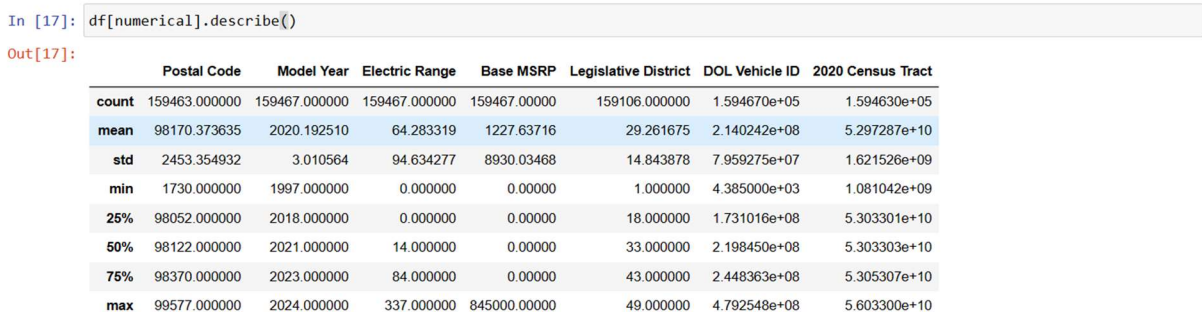 In [17]: df[numerical].describe()
Out[17]:
Postal Code Model Year Electric Range Base MSRP Legislative District DOL Vehicle ID 2020 Census Tract
count 159463.000000 159467.000000 159467.000000 159467.00000 159106.000000 1.594670e+05 1.594630e+05
mean 98170.373635 2020.192510 64.283319 1227.63716 29.261675 2.140242e+08 5.297287e+10
std 2453.354932 3.010564 94.634277 8930.03468 14.843878 7.959275e+07 1.621526e+09
min 1730.000000 1997.000000 0.000000 0.00000 1.000000 4.385000e+03 1.081042e+09
25% 98052.000000 2018.000000 0.000000 0.00000 18.000000 1.731016e+08 5.303301e+10
50% 98122.000000 2021.000000 14.000000 0.00000 33.000000 2.198450e+08 5.303303e+10
75% 98370.000000 2023.000000 84.000000 0.00000 43.000000 2.448363e+08 5.305307e+10
max 99577.000000 2024.000000 337.000000 845000.00000 49.000000 4.792548e+08 5.603300e+10